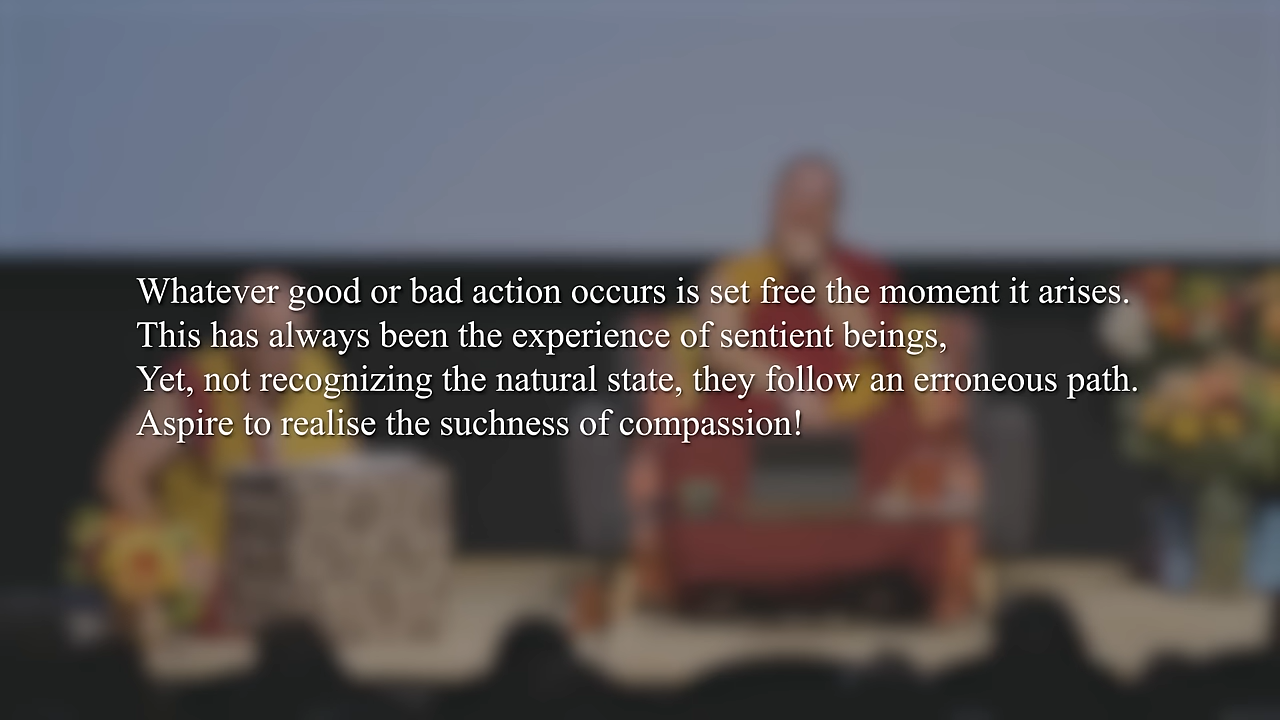 Whatever good or bad action occurs is set free the moment it arises.
This has always been the experience of sentient beings,
Yet, not recognizing the natural state, they follow an erroneous path.
Aspire to realise the suchness of compassion!